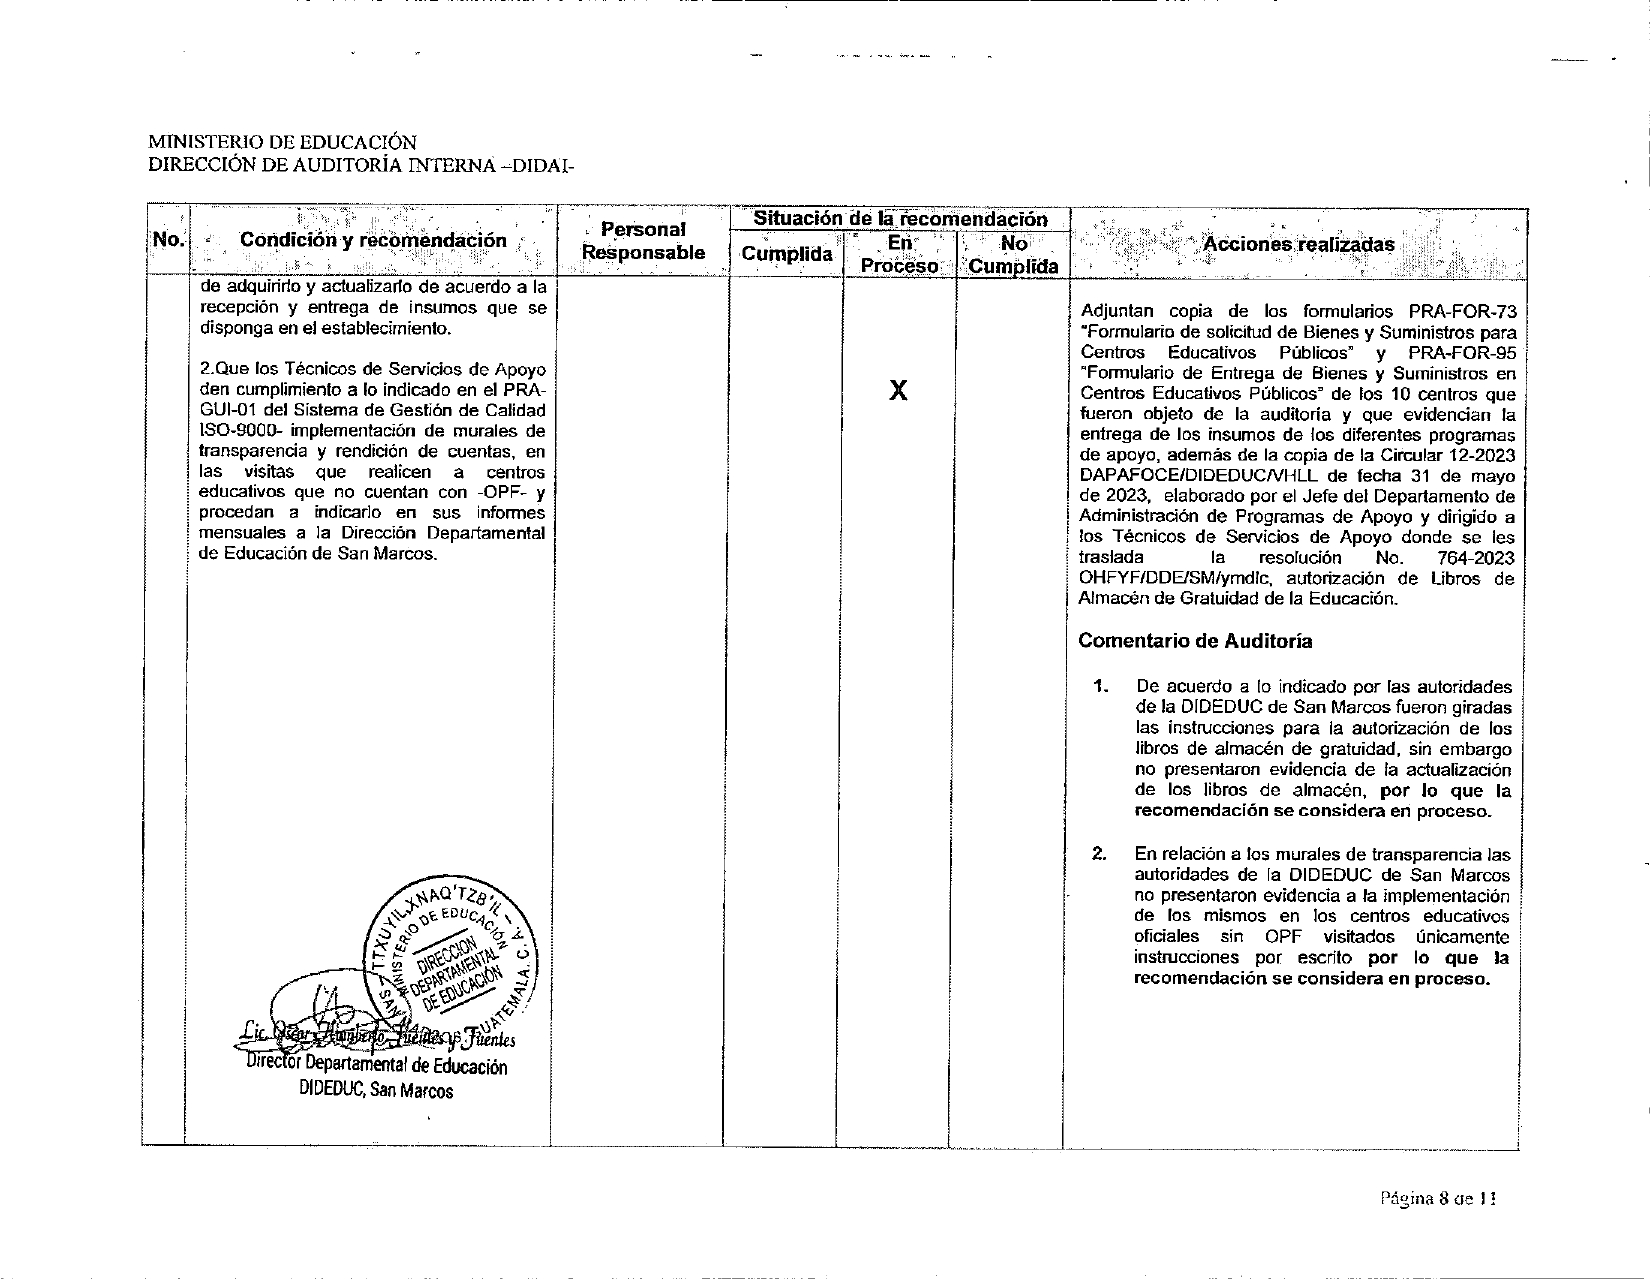 MINISTERIO DE EDUCACIÓN
DIRECCIÓN DE AUDITORÍA INTERNA –DIDAI-
No.
Condición y recomendación
Personal
Responsable
Situación de la recomendación
Cumplida
En
Proceso
No
Cumplida
Acciones realizadas
de adquirirlo y actualizarlo de acuerdo a la
recepción y entrega de insumos que se
disponga en el establecimiento.
2.Que los Técnicos de Servicios de Apoyo
den cumplimiento a lo indicado en el PRA-
GUI-01 del Sistema de Gestión de Calidad
ISO-9000- implementación de murales de
transparencia y rendición de cuentas, en
las visitas que realicen a centros
educativos que no cuentan con -OPF- y
procedan a indicarlo en sus informes
mensuales a la Dirección Departamental
de Educación de San Marcos.
X
Adjuntan copia de los formularios PRA-FOR-73
"Formulario de solicitud de Bienes y Suministros para
Centros Educativos Públicos" y PRA-FOR-95
"Formulario de Entrega de Bienes y Suministros en
Centros Educativos Públicos" de los 10 centros que
fueron objeto de la auditoria y que evidencian la
entrega de los insumos de los diferentes programas
de apoyo, además de la copia de la Circular 12-2023
DAPAFOCE/DIDEDUC/VHLL de fecha 31 de mayo
de 2023, elaborado por el Jefe del Departamento de
Administración de Programas de Apoyo y dirigido a
los Técnicos de Servicios de Apoyo donde se les
traslada la resolución No. 764-2023
OHFYF/DDE/SM/ymdlc, autorización de Libros de
Almacén de Gratuidad de la Educación.
Comentario de Auditoría
1. De acuerdo a lo indicado por las autoridades
de la DIDEDUC de San Marcos fueron giradas
las instrucciones para la autorización de los
libros de almacén de gratuidad, sin embargo
no presentaron evidencia de la actualización
de los libros de almacén, por lo que la
recomendación se considera en proceso.
2. En relación a los murales de transparencia las
autoridades de la DIDEDUC de San Marcos
no presentaron evidencia a la implementación
de los mismos en los centros educativos
oficiales sin OPF visitados únicamente
instrucciones por escrito por lo que la
recomendación se considera en proceso.
MINISTERIO DE EDUCACIÓN
DIRECCION
DEPARTAMENTAL
DE EDUCACIÓN
GUATEMALA. C. A.
Lic. Oscar Humberto Fuentes y Fuentes
Director Departamental de Educación
DIDEDUC, San Marcos
Página 8 de 11